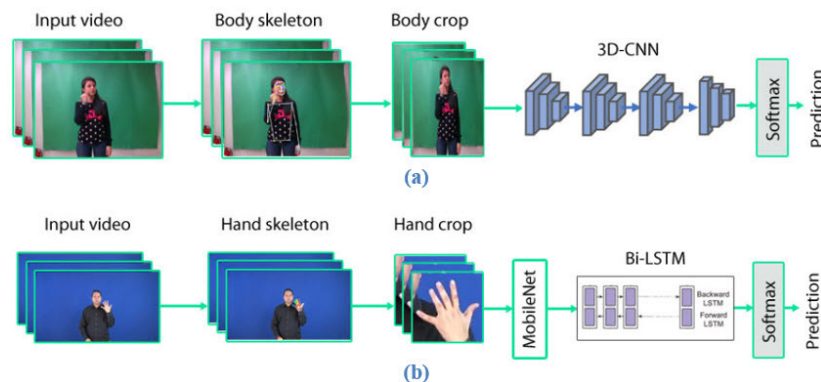 Input video
Body skeleton
Body crop
3D-CNN
Softmax
Prediction
(a)
Input video
Hand skeleton
Hand crop
MobileNet
Bi-LSTM
Backward
LSTM
Forward
LSTM
Softmax
Prediction
(b)